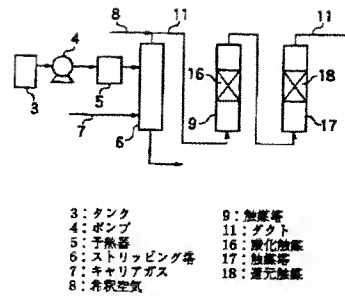 8
11
11
4
16
18
3
5
9
17
7
6
3：タンク
4：ポンプ
5：予熱器
6：ストリッピング塔
7：キャリアガス
8：希釈空気
9：触媒塔
11：ダクト
16：酸化触媒
17：触媒塔
18：還元触媒